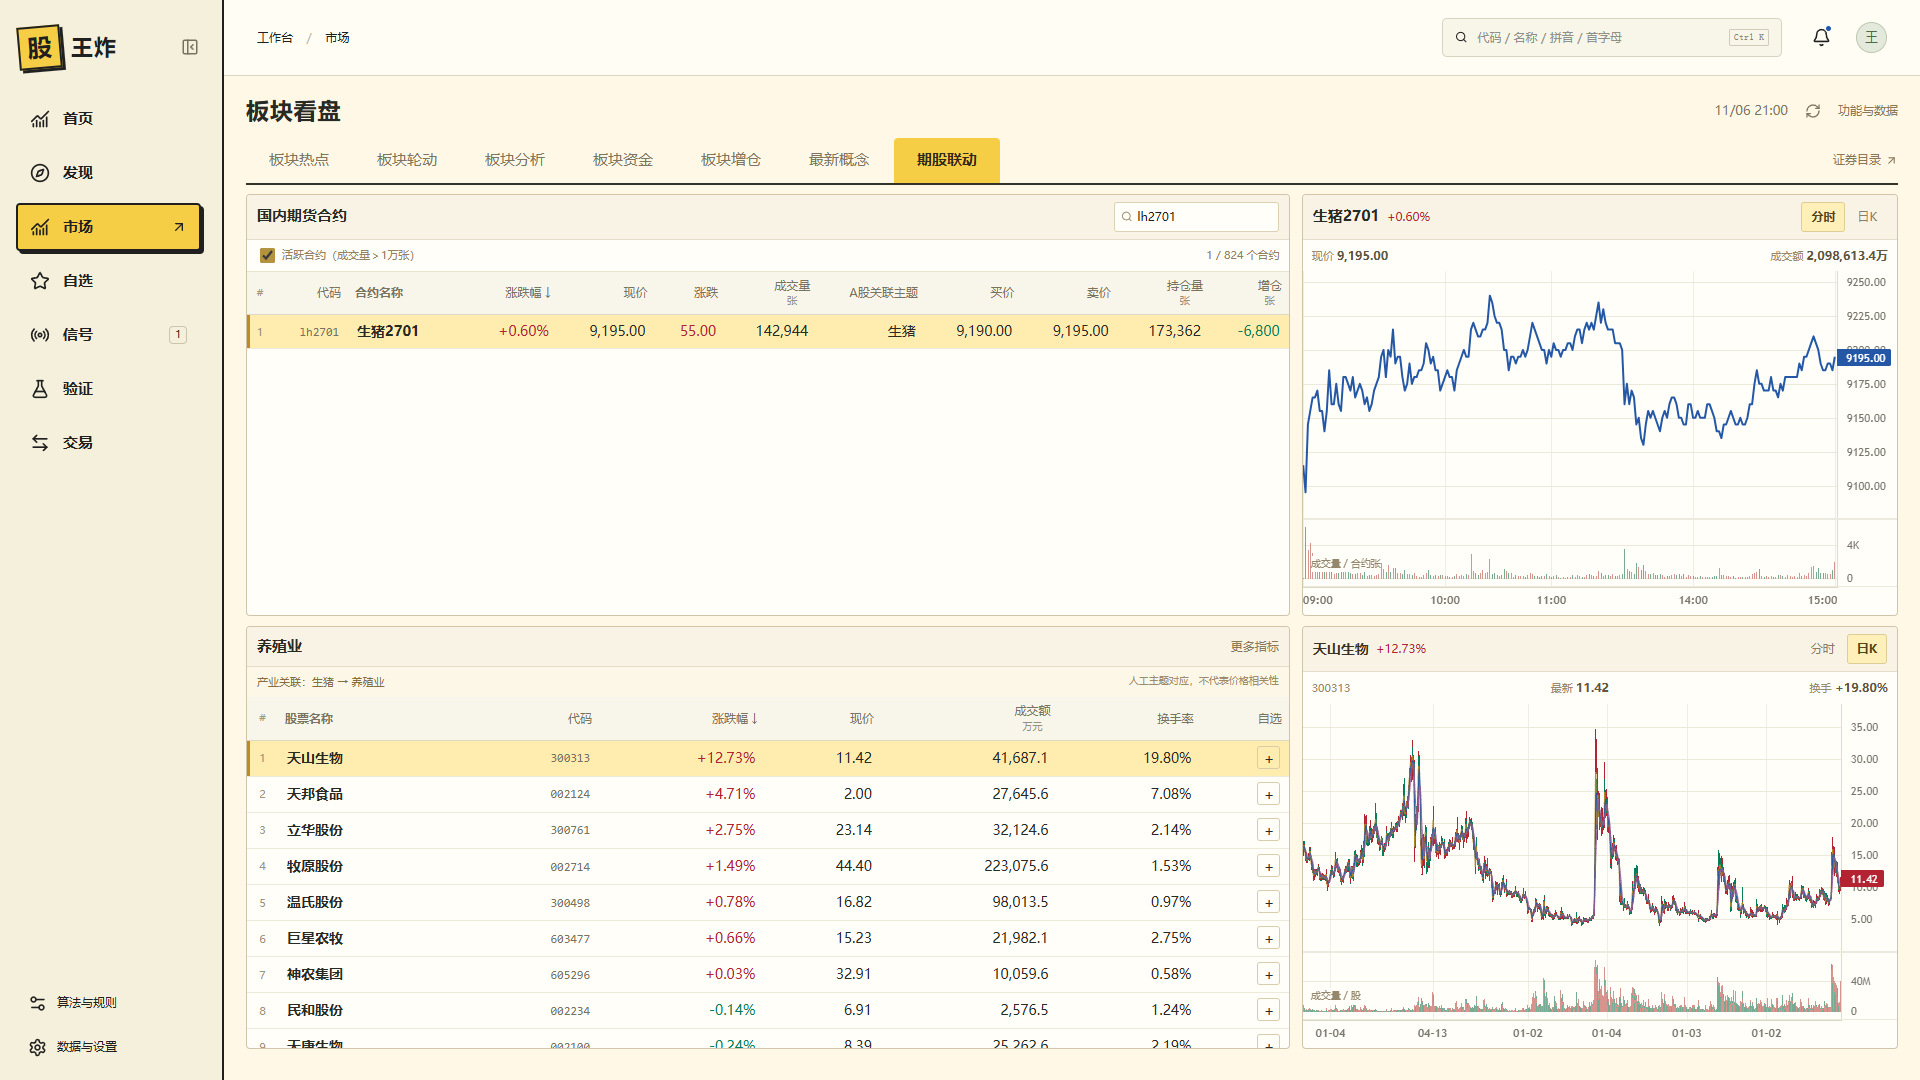 股 王炸
首页
发现
市场
自选
信号 1
验证
交易
算法与规则
数据与设置
工作台 / 市场
代码 / 名称 / 拼音 / 首字母 Ctrl K
王
板块看盘
11/06 21:00 功能与数据
板块热点 板块轮动 板块分析 板块资金 板块增仓 最新概念 期股联动
证券目录
国内期货合约
lh2701
活跃合约（成交量 > 1万张）
1 / 824 个合约
# 代码 合约名称 涨跌幅↓ 现价 涨跌 成交量 张 A股关联主题 买价 卖价 持仓量 张 增仓 张
1 lh2701 生猪2701 +0.60% 9,195.00 55.00 142,944 生猪 9,190.00 9,195.00 173,362 -6,800
生猪2701 +0.60%
分时 日K
现价 9,195.00
成交额 2,098,613.4万
9250.00
9225.00
9195.00
9175.00
9150.00
9125.00
9100.00
成交量 / 合约张
4K
0
09:00 10:00 11:00 14:00 15:00
养殖业
更多指标
产业关联：生猪 → 养殖业
人工主题对应，不代表价格相关性
# 股票名称 代码 涨跌幅↓ 现价 成交额 万元 换手率 自选
1 天山生物 300313 +12.73% 11.42 41,687.1 19.80% +
2 天邦食品 002124 +4.71% 2.00 27,645.6 7.08% +
3 立华股份 300761 +2.75% 23.14 32,124.6 2.14% +
4 牧原股份 002714 +1.49% 44.40 223,075.6 1.53% +
5 温氏股份 300498 +0.78% 16.82 98,013.5 0.97% +
6 巨星农牧 603477 +0.66% 15.23 21,982.1 2.75% +
7 神农集团 605296 +0.03% 32.91 10,059.6 0.58% +
8 民和股份 002234 -0.14% 6.91 2,576.5 1.24% +
9 天康生物 002100 -0.24% 8.39 25,262.6 2.19% +
天山生物 +12.73%
分时 日K
300313
最新 11.42
换手 +19.80%
35.00
30.00
25.00
20.00
15.00
11.42
10.00
5.00
成交量 / 股
40M
0
01-04 04-13 01-02 01-04 01-03 01-02